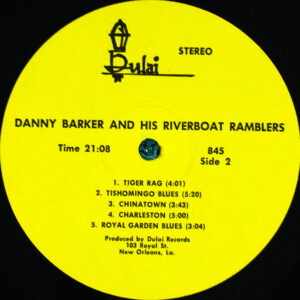 Dulai
STEREO
DANNY BARKER AND HIS RIVERBOAT RAMBLERS
Time 21:08
845
Side 2
1. TIGER RAG (4:01)
2. TISHOMINGO BLUES (5:20)
3. CHINATOWN (3:43)
4. CHARLESTON (5:00)
5. ROYAL GARDEN BLUES (3:04)
Produced by Dulai Records
103 Royal St.
New Orleans, La.